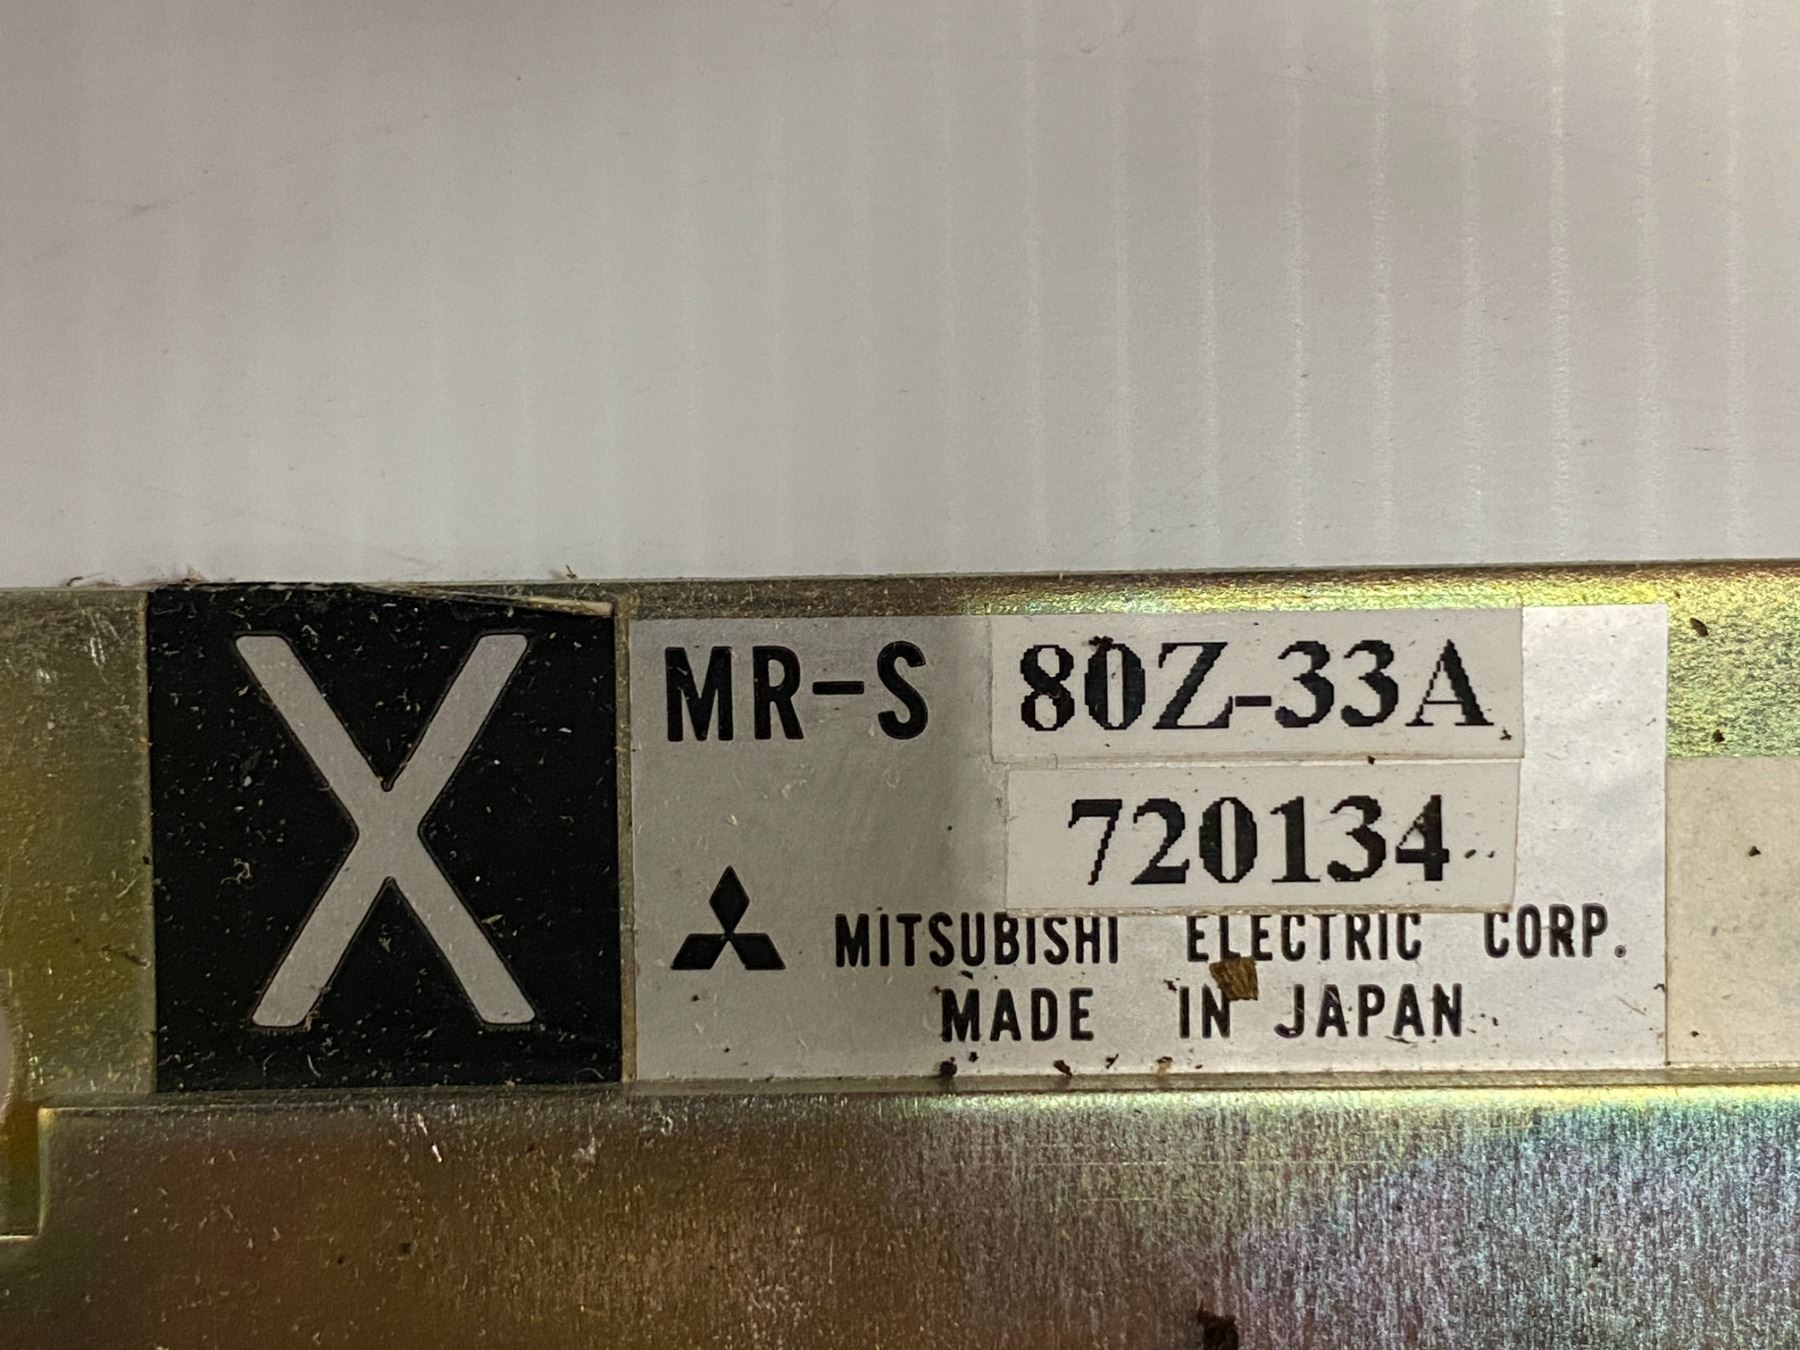 X
MR-S 80Z-33A
720134
MITSUBISHI ELECTRIC CORP.
MADE IN JAPAN